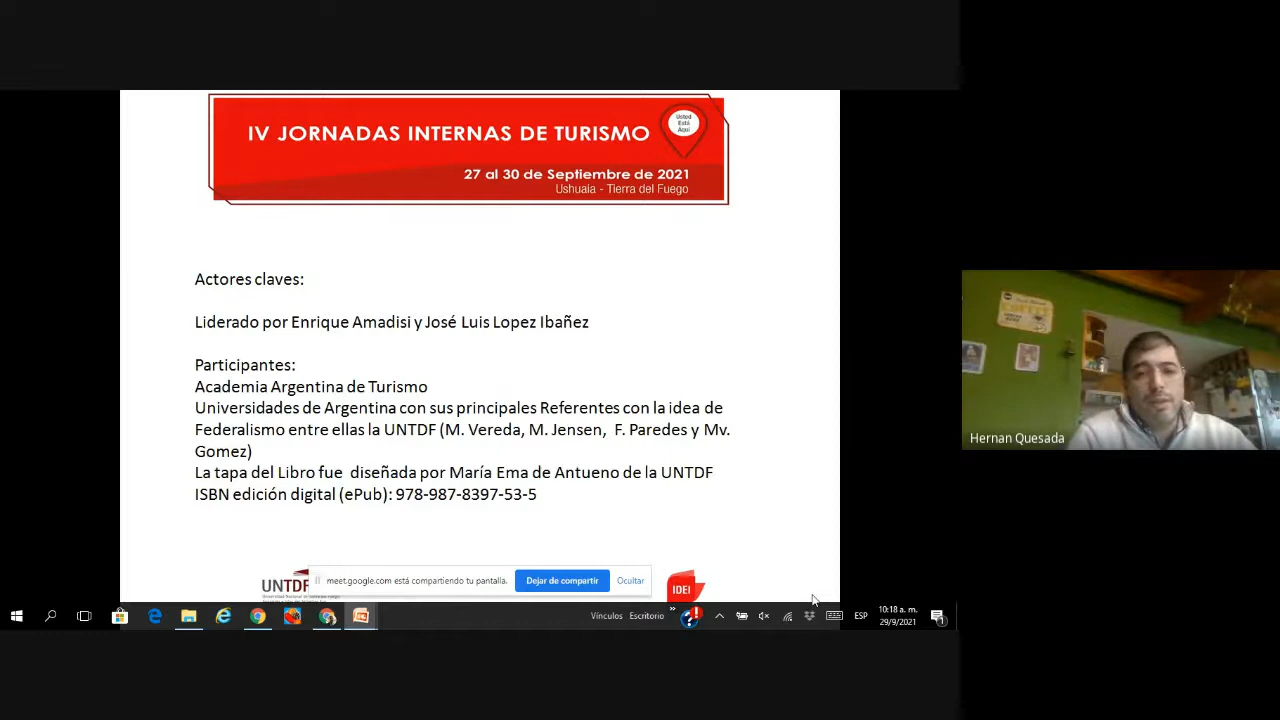 IV JORNADAS INTERNAS DE TURISMO
Usted
Está
Aquí
27 al 30 de Septiembre de 2021
Ushuaia - Tierra del Fuego
Actores claves:
Liderado por Enrique Amadisi y José Luis Lopez Ibañez
Participantes:
Academia Argentina de Turismo
Universidades de Argentina con sus principales Referentes con la idea de
Federalismo entre ellas la UNTDF (M. Vereda, M. Jensen, F. Paredes y Mv.
Gomez)
La tapa del Libro fue diseñada por María Ema de Antueno de la UNTDF
ISBN edición digital (ePub): 978-987-8397-53-5
UNTDF
meet.google.com está compartiendo tu pantalla.
Dejar de compartir
Ocultar
IDEI
Hernan Quesada
Vínculos
Escritorio
»
ESP
10:18 a. m.
29/9/2021
1